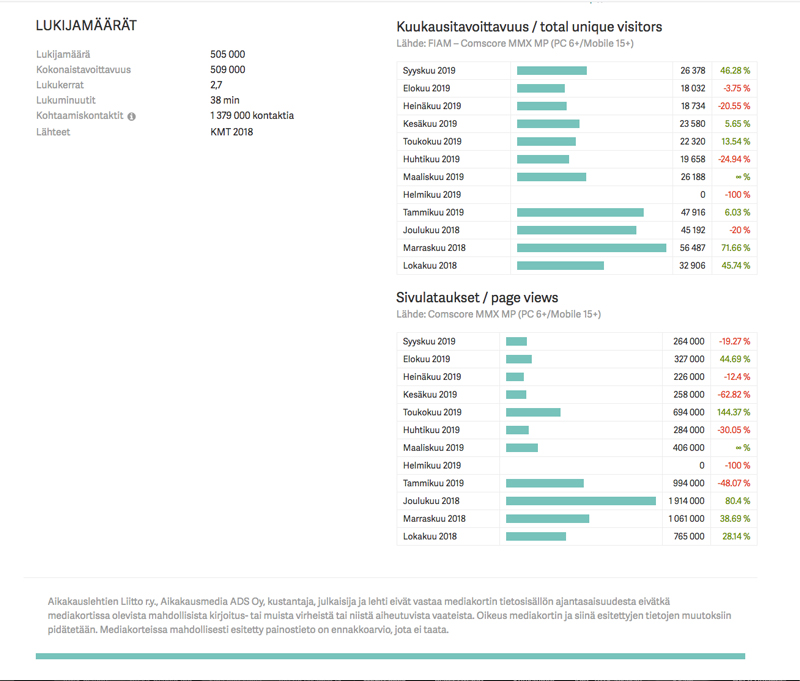 LUKIJAMÄÄRÄT
Lukijamäärä 505 000
Kokonaistavoittavuus 509 000
Lukukerrat 2,7
Lukuminuutit 38 min
Kohtaamiskontaktit 1 379 000 kontaktia
Lähteet KMT 2018
Kuukausitavoittavuus / total unique visitors
Lähde: FIAM – Comscore MMX MP (PC 6+/Mobile 15+)
Syyskuu 2019 26 378 46.28 %
Elokuu 2019 18 032 -3.75 %
Heinäkuu 2019 18 734 -20.55 %
Kesäkuu 2019 23 580 5.65 %
Toukokuu 2019 22 320 13.54 %
Huhtikuu 2019 19 658 -24.94 %
Maaliskuu 2019 26 188 ∞ %
Helmikuu 2019 0 -100 %
Tammikuu 2019 47 916 6.03 %
Joulukuu 2018 45 192 -20 %
Marraskuu 2018 56 487 71.66 %
Lokakuu 2018 32 906 45.74 %
Sivulataukset / page views
Lähde: Comscore MMX MP (PC 6+/Mobile 15+)
Syyskuu 2019 264 000 -19.27 %
Elokuu 2019 327 000 44.69 %
Heinäkuu 2019 226 000 -12.4 %
Kesäkuu 2019 258 000 -62.82 %
Toukokuu 2019 694 000 144.37 %
Huhtikuu 2019 284 000 -30.05 %
Maaliskuu 2019 406 000 ∞ %
Helmikuu 2019 0 -100 %
Tammikuu 2019 994 000 -48.07 %
Joulukuu 2018 1 914 000 80.4 %
Marraskuu 2018 1 061 000 38.69 %
Lokakuu 2018 765 000 28.14 %
Aikakauslehtien Liitto r.y., Aikakausmedia ADS Oy, kustantaja, julkaisija ja lehti eivät vastaa mediakortin tietosisällön ajantasaisuudesta eivätkä
mediakortissa olevista mahdollisista kirjoitus- tai muista virheistä tai niistä aiheutuvista vaateista. Oikeus mediakortin ja siinä esitettyjen tietojen muutoksiin
pidätetään. Mediakorteissa mahdollisesti esitetty painostieto on ennakkoarvio, jota ei taata.